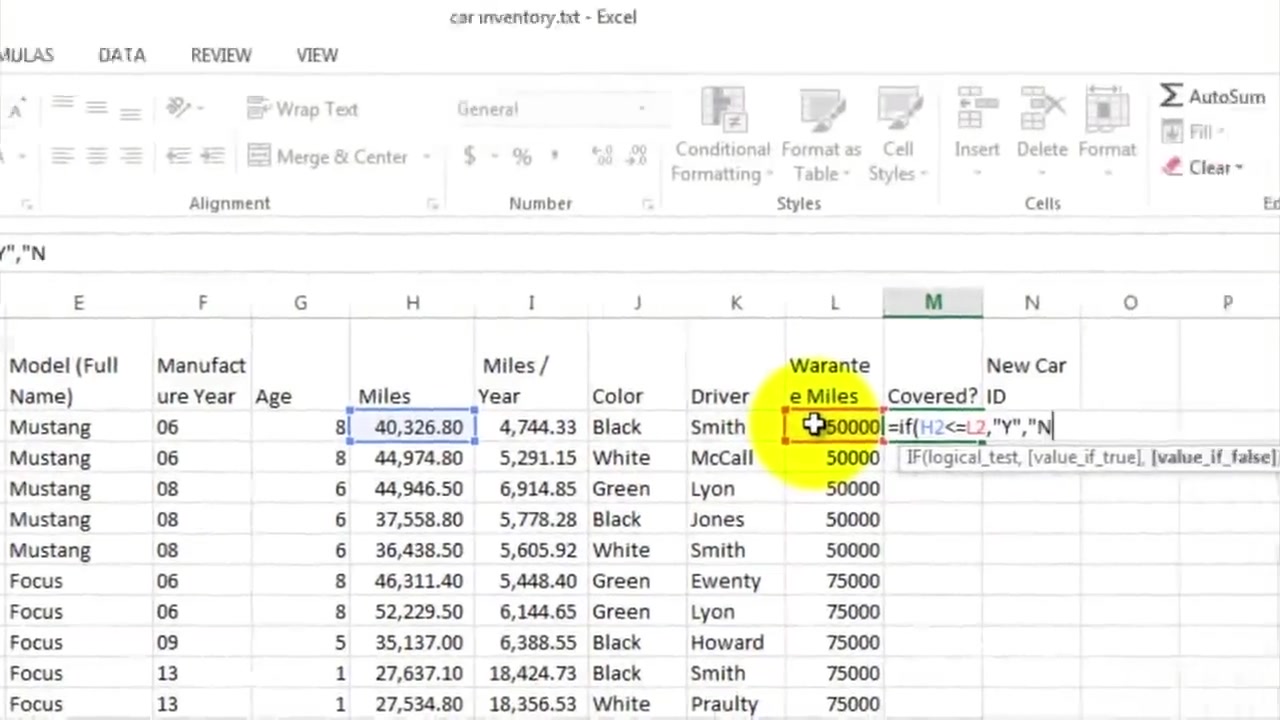 car inventory.txt - Excel
MULAS DATA REVIEW VIEW
A Wrap Text General AutoSum
Fill
A Merge & Center $ % , .0 .00 Conditional Formatting Format as Table Cell Styles Insert Delete Format Clear
Alignment Number Styles Cells Ed
Y","N
E F G H I J K L M N O P
Model (Full Name) Manufacture Year Age Miles Miles / Year Color Driver Warantee Miles Covered? New Car ID
Mustang 06 8 40,326.80 4,744.33 Black Smith 50000 =if(H2<=L2,"Y","N
IF(logical_test, [value_if_true], [value_if_false])
Mustang 06 8 44,974.80 5,291.15 White McCall 50000
Mustang 08 6 44,946.50 6,914.85 Green Lyon 50000
Mustang 08 6 37,558.80 5,778.28 Black Jones 50000
Mustang 08 6 36,438.50 5,605.92 White Smith 50000
Focus 06 8 46,311.40 5,448.40 Green Ewenty 75000
Focus 06 8 52,229.50 6,144.65 Green Lyon 75000
Focus 09 5 35,137.00 6,388.55 Black Howard 75000
Focus 13 1 27,637.10 18,424.73 Black Smith 75000
Focus 13 1 27,534.80 18,356.53 White Praulty 75000